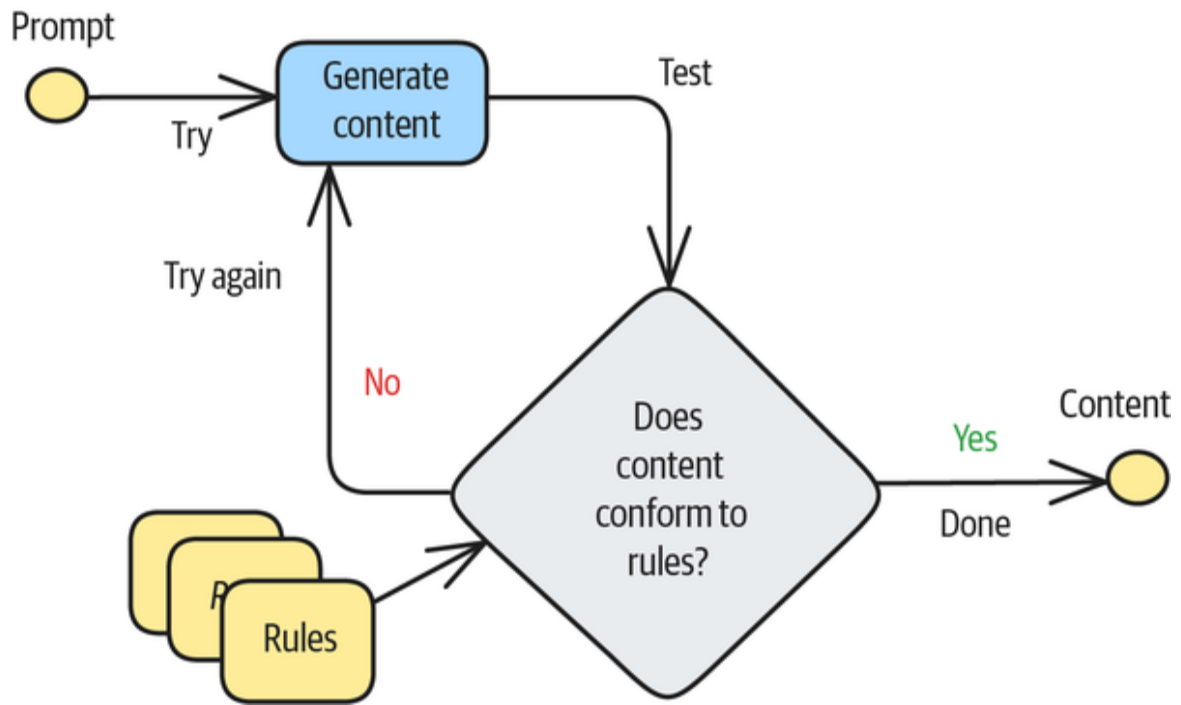 Prompt
Generate
content
Test
Try
Try again
No
Does
content
conform to
rules?
Yes
Content
Done
Rules